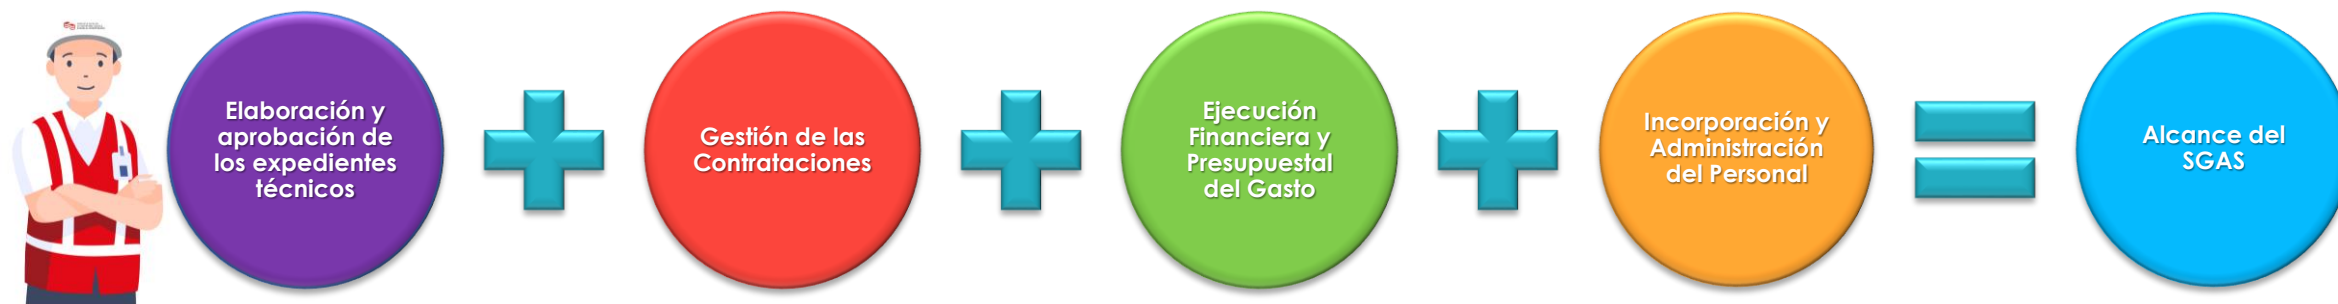 Elaboración y
aprobación de
los expedientes
técnicos
Gestión de las
Contrataciones
Ejecución
Financiera y
Presupuestal
del Gasto
Incorporación y
Administración
del Personal
Alcance del
SGAS